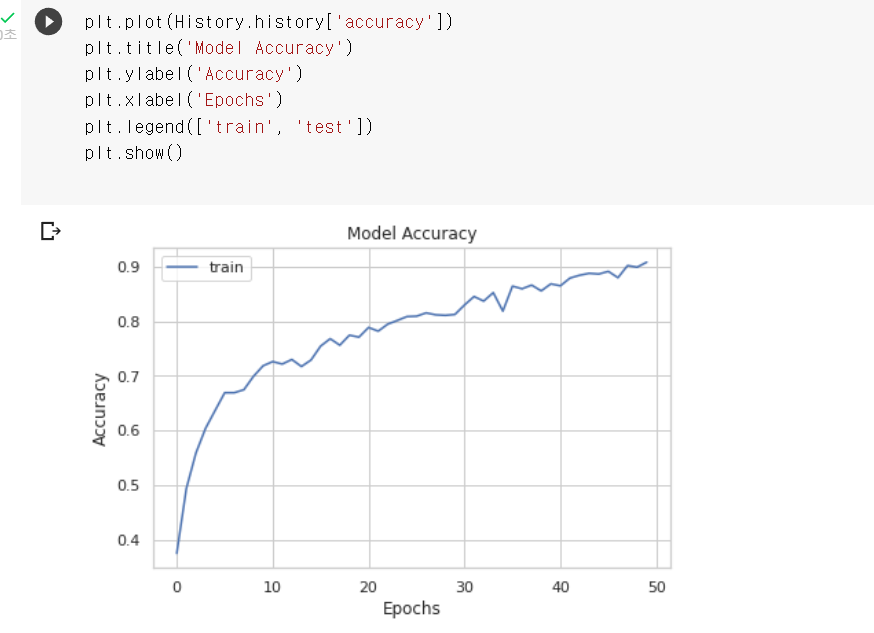 plt.plot(History.history['accuracy'])
plt.title('Model Accuracy')
plt.ylabel('Accuracy')
plt.xlabel('Epochs')
plt.legend(['train', 'test'])
plt.show()
초
Model Accuracy
train
0.9
0.8
0.7
0.6
0.5
0.4
Accuracy
0 10 20 30 40 50
Epochs